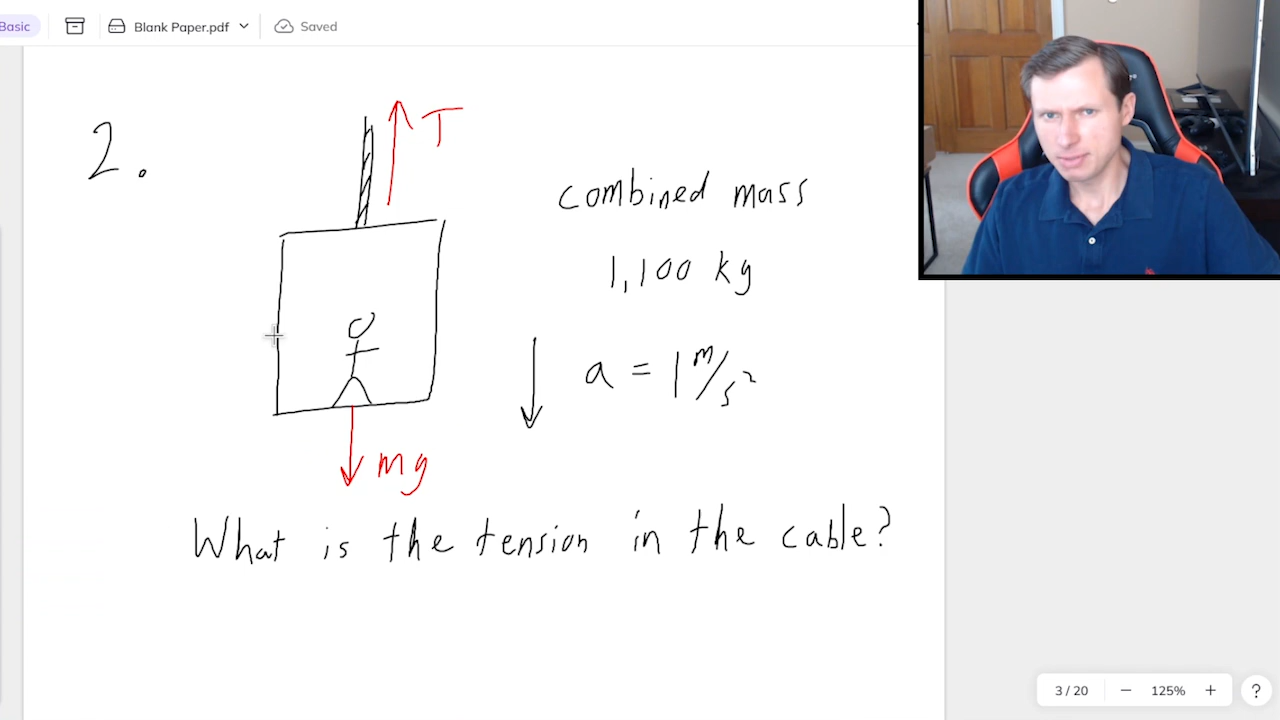 Basic
Blank Paper.pdf
Saved
2.
T
combined mass
1,100 kg
a = 1 m/s²
mg
What is the tension in the cable?
3 / 20
125%
?